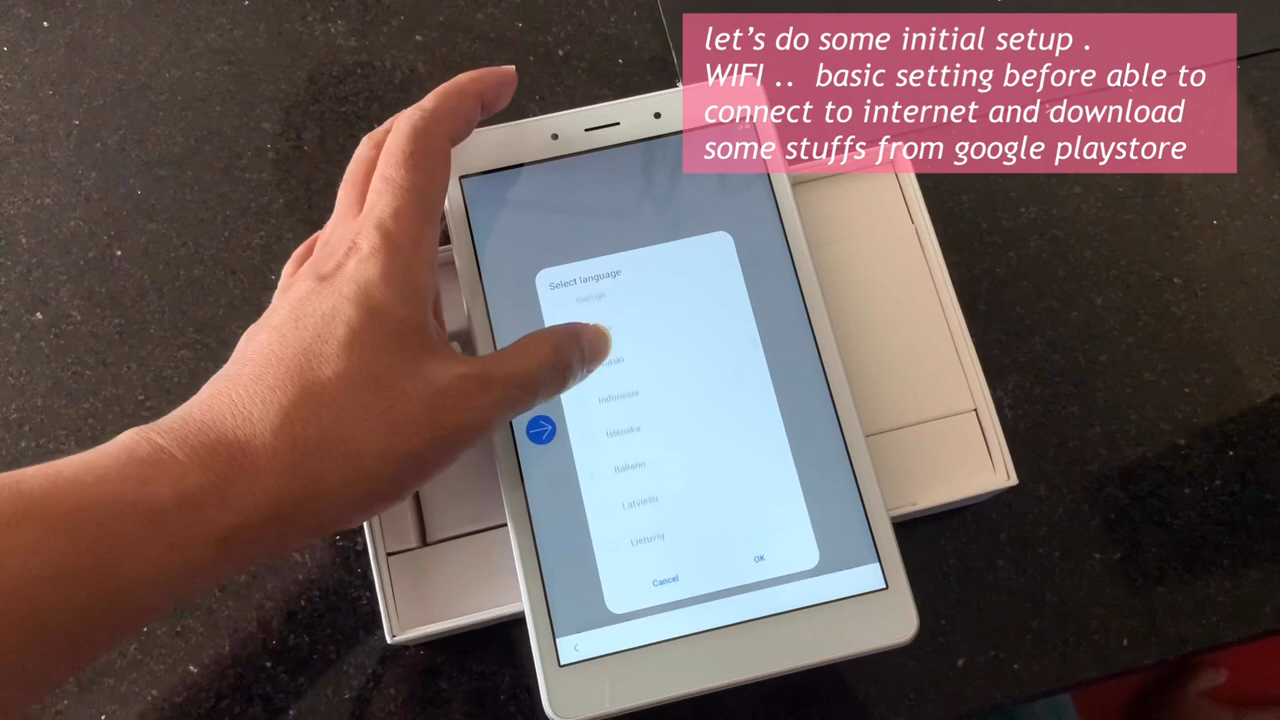 let's do some initial setup .
WIFI .. basic setting before able to
connect to internet and download
some stuffs from google playstore
Select language
Indonesia
Íslenska
Italiano
Latviešu
Lietuvių
Cancel
OK